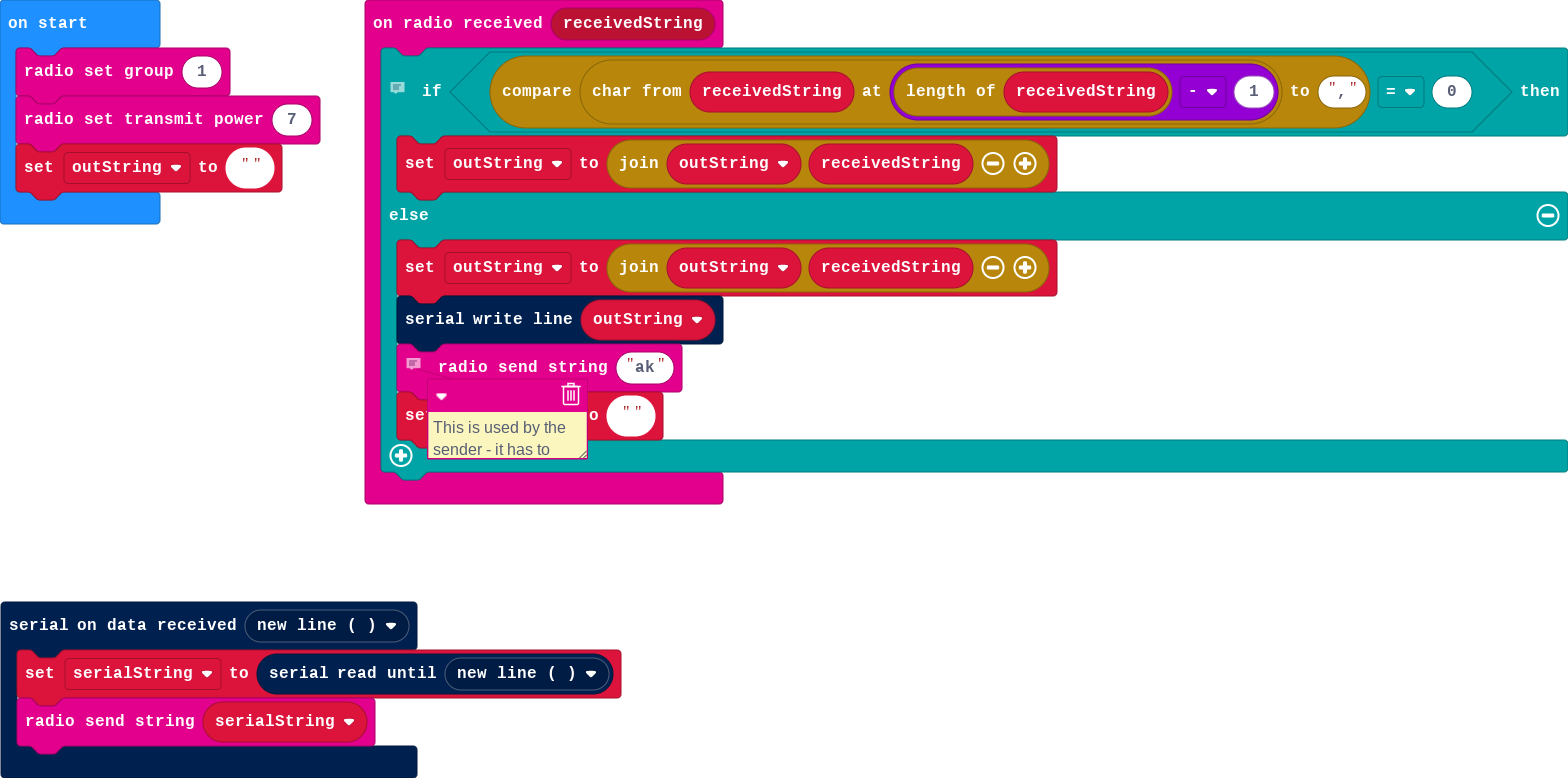 on start
radio set group 1
radio set transmit power 7
set outString to " "
on radio received receivedString
if compare char from receivedString at length of receivedString - 1 to "," = 0 then
set outString to join outString receivedString
else
set outString to join outString receivedString
serial write line outString
radio send string "ak"
" "
This is used by the
sender - it has to
serial on data received new line ( )
set serialString to serial read until new line ( )
radio send string serialString